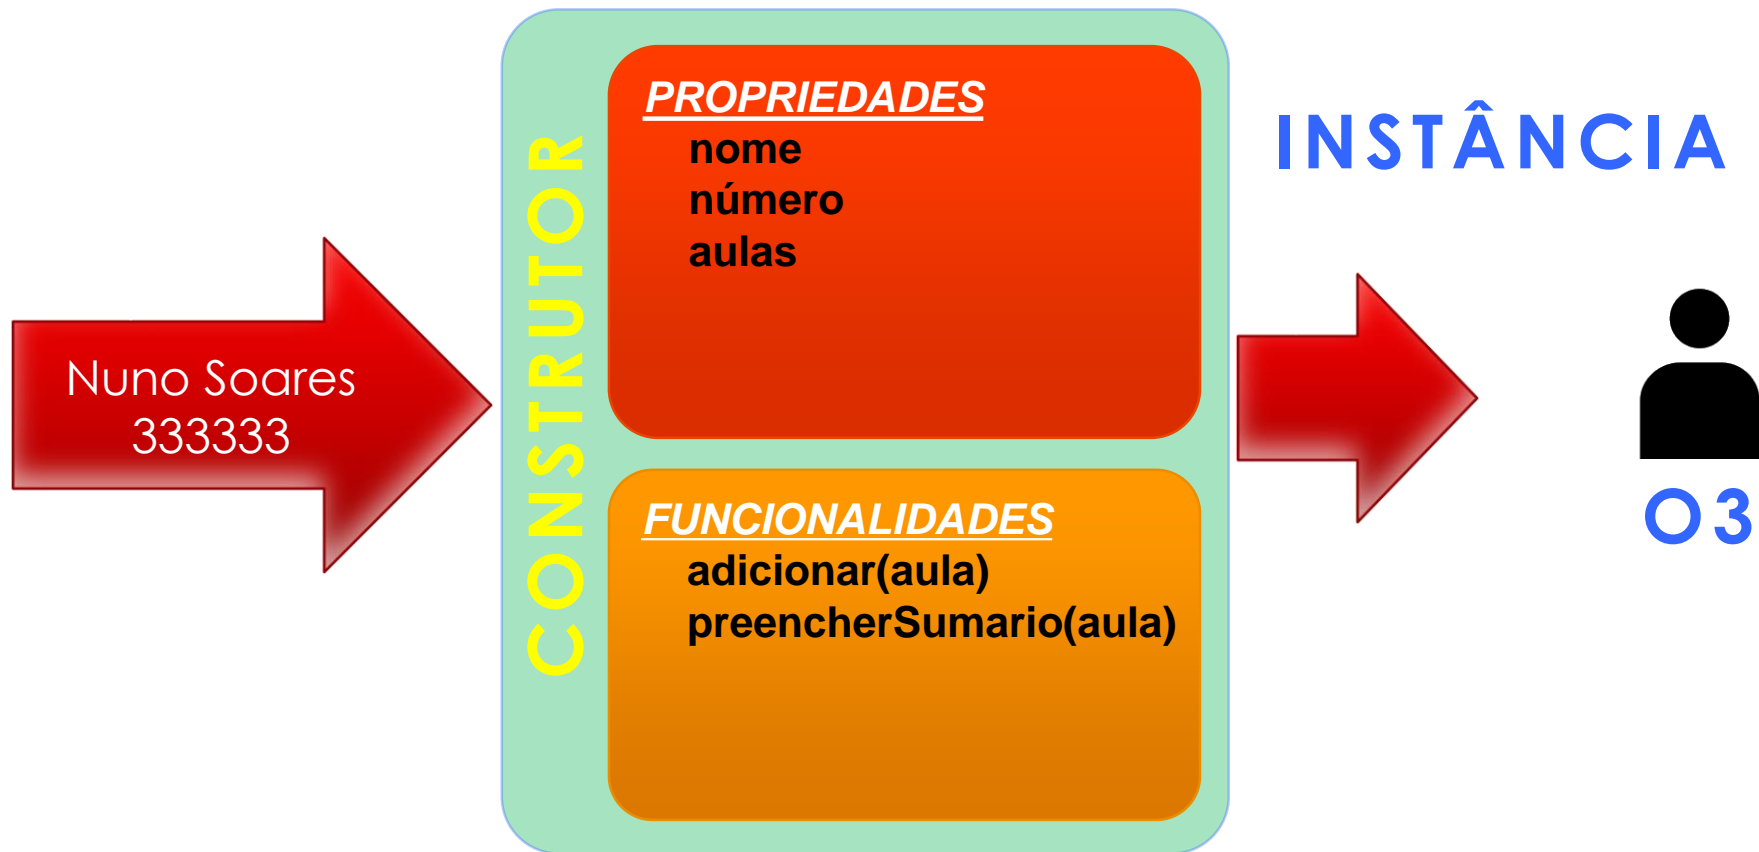 Nuno Soares
333333
CONSTRUTOR
PROPRIEDADES
nome
número
aulas
FUNCIONALIDADES
adicionar(aula)
preencherSumario(aula)
INSTÂNCIA
O3